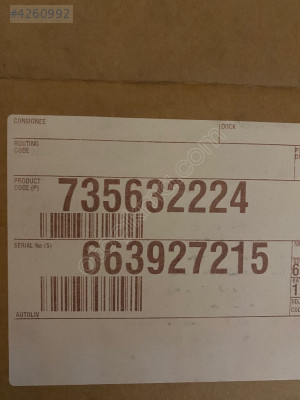 #4260992
CONSIGNEE
DOCK
ROUTING
CODE
PRODUCT
CODE (P)
735632224
SERIAL No (S)
663927215
AUTOLIV